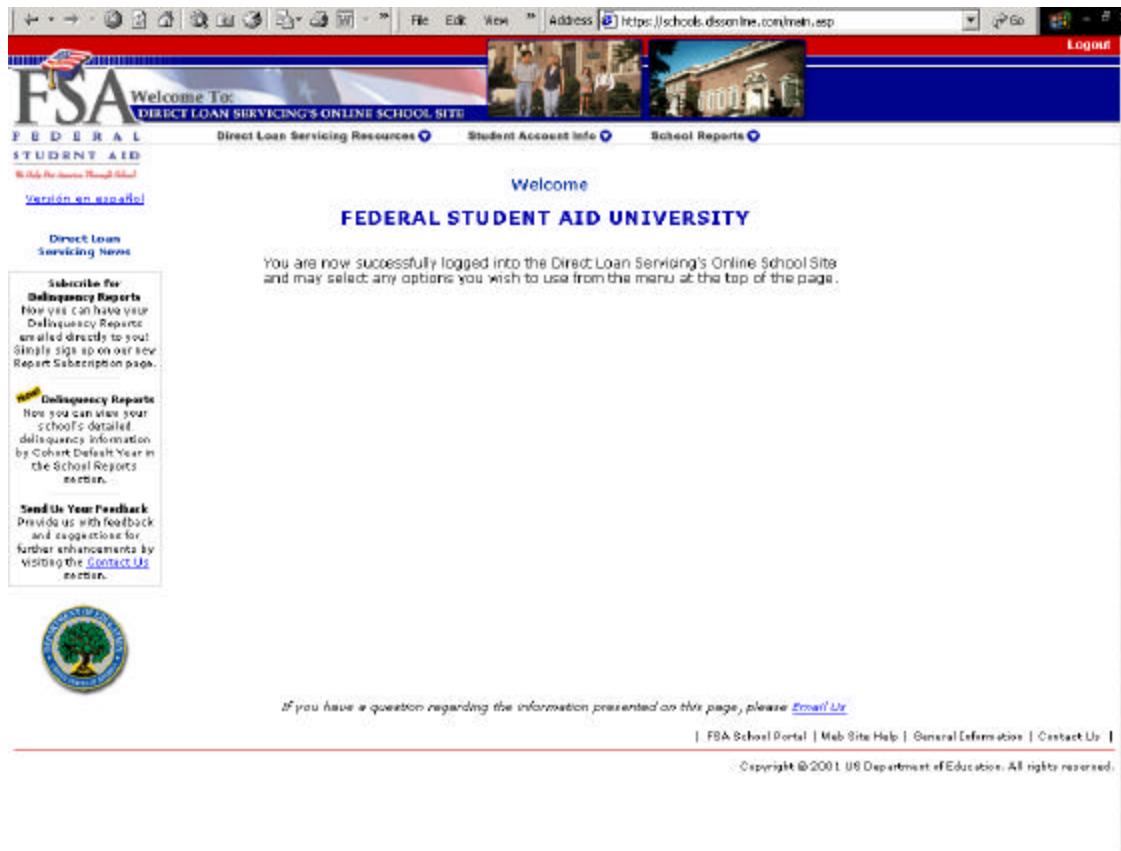 File Edit View » Address https://schools.dlssonline.com/main.asp Go
Logout
FSA
Welcome To:
DIRECT LOAN SERVICING'S ONLINE SCHOOL SITE
FEDERAL
STUDENT AID
We Help Put America Through School
Direct Loan Servicing Resources Student Account Info School Reports
Versión en español
Welcome
FEDERAL STUDENT AID UNIVERSITY
You are now successfully logged into the Direct Loan Servicing's Online School Site
and may select any options you wish to use from the menu at the top of the page.
Direct Loan
Servicing News
Subscribe for
Delinquency Reports
Now you can have your
Delinquency Reports
emailed directly to you!
Simply sign up on our new
Report Subscription page.
New! Delinquency Reports
Now you can view your
school's detailed
delinquency information
by Cohort Default Year in
the School Reports
section.
Send Us Your Feedback
Provide us with feedback
and suggestions for
further enhancements by
visiting the Contact Us
section.
If you have a question regarding the information presented on this page, please Email Us
| FSA School Portal | Web Site Help | General Information | Contact Us |
Copyright © 2001 US Department of Education. All rights reserved.